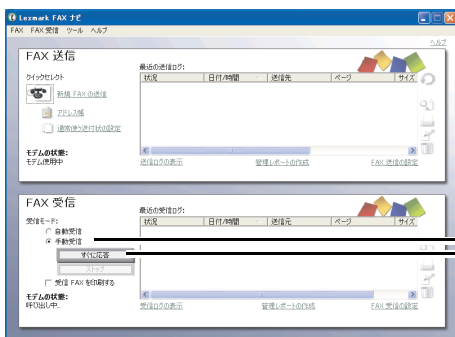 Lexmark FAX ナビ
FAX FAX 受信 ツール ヘルプ
ヘルプ
FAX 送信
クイックセレクト
最近の送信ログ:
状況 日付/時間 送信先 ページ サイズ
新規 FAX の送信
アドレス帳
通常使う送付状の設定
モデムの状態:
モデム使用中
送信ログの表示 管理レポートの作成 FAX 送信の設定
FAX 受信
受信モード:
最近の受信ログ:
状況 日付/時間 送信元 ページ サイズ
自動受信
手動受信
すぐに応答
ストップ
受信 FAX を印刷する
モデムの状態:
呼び出し中...
受信ログの表示 管理レポートの作成 FAX 受信の設定